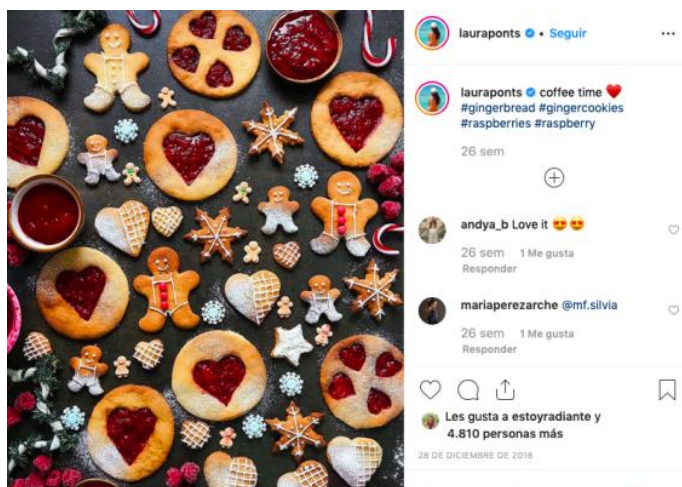 lauraponts • Seguir
lauraponts coffee time ❤️
#gingerbread #gingercookies
#raspberries #raspberry
26 sem
andya_b Love it 😍😍
26 sem 1 Me gusta
Responder
mariaperezarche @mf.silvia
26 sem 1 Me gusta
Responder
Les gusta a estoyradiante y
4.810 personas más
28 DE DICIEMBRE DE 2018